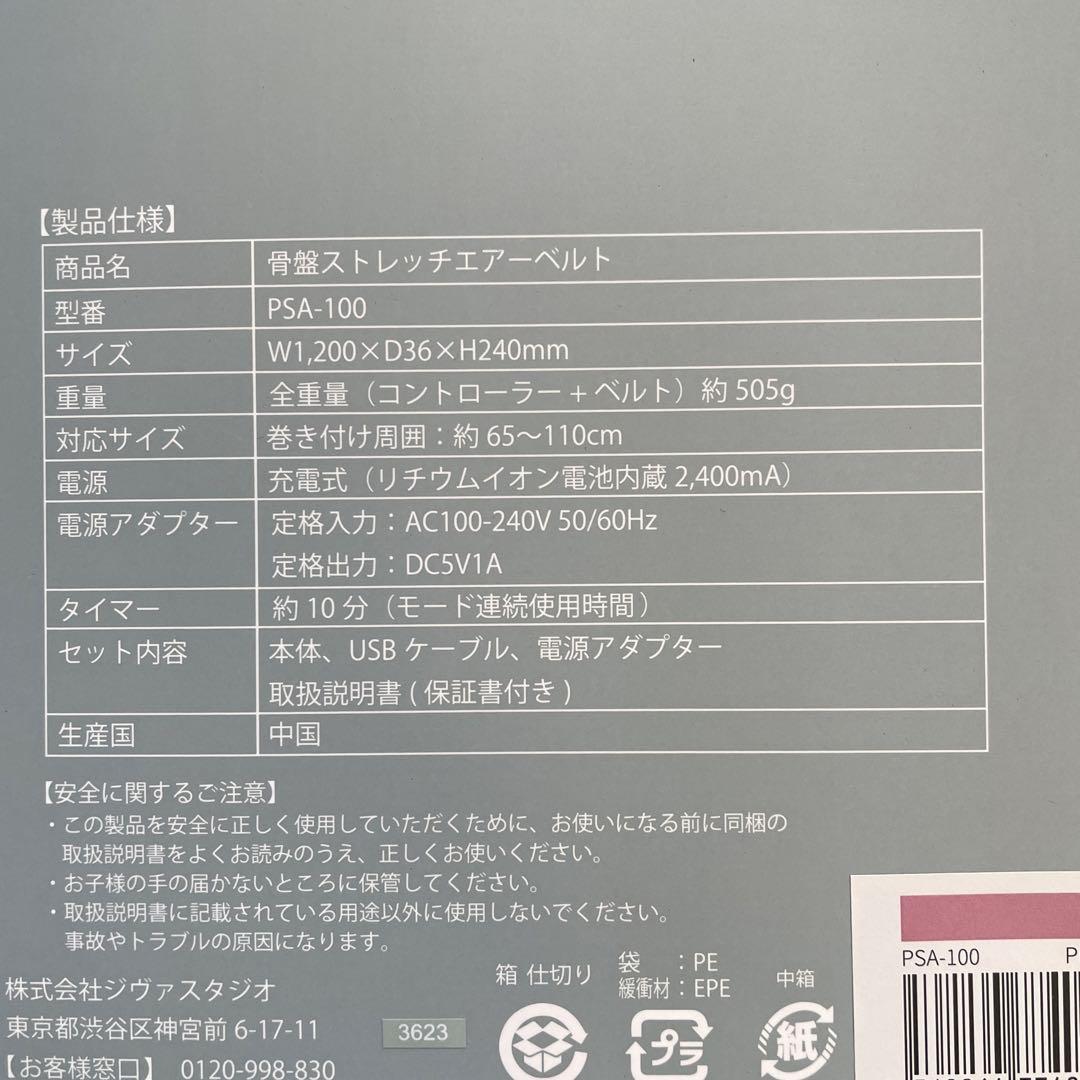 【製品仕様】
商品名 骨盤ストレッチエアーベルト
型番 PSA-100
サイズ W1,200×D36×H240mm
重量 全重量（コントローラー + ベルト）約 505g
対応サイズ 巻き付け周囲：約 65～110cm
電源 充電式（リチウムイオン電池内蔵 2,400mA）
電源アダプター 定格入力：AC100-240V 50/60Hz
定格出力：DC5V1A
タイマー 約 10 分（モード連続使用時間）
セット内容 本体、USB ケーブル、電源アダプター
取扱説明書 ( 保証書付き )
生産国 中国
【安全に関するご注意】
・この製品を安全に正しく使用していただくために、お使いになる前に同梱の
取扱説明書をよくお読みのうえ、正しくお使いください。
・お子様の手の届かないところに保管してください。
・取扱説明書に記載されている用途以外に使用しないでください。
事故やトラブルの原因になります。
株式会社ジヴァスタジオ
東京都渋谷区神宮前 6-17-11
【お客様窓口】 0120-998-830
3623
箱 仕切り
袋 ：PE
緩衝材：EPE
プラ
中箱
紙
PSA-100 P